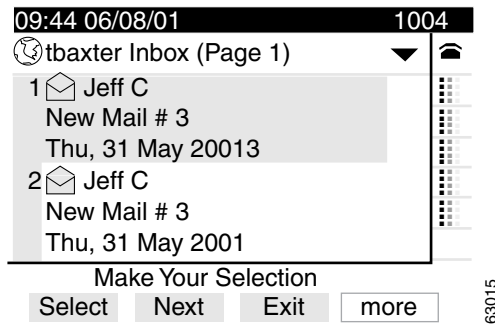 09:44 06/08/01 1004
tbaxter Inbox (Page 1)
1 Jeff C
New Mail # 3
Thu, 31 May 20013
2 Jeff C
New Mail # 3
Thu, 31 May 2001
Make Your Selection
Select Next Exit more
63015